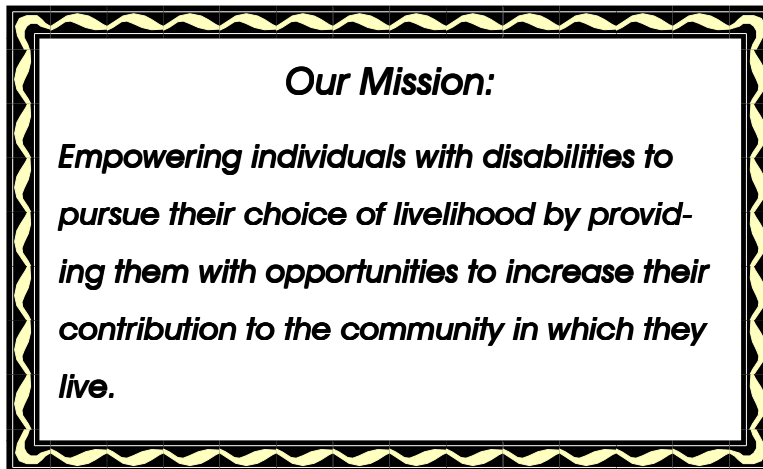 Our Mission:
Empowering individuals with disabilities to
pursue their choice of livelihood by provid-
ing them with opportunities to increase their
contribution to the community in which they
live.